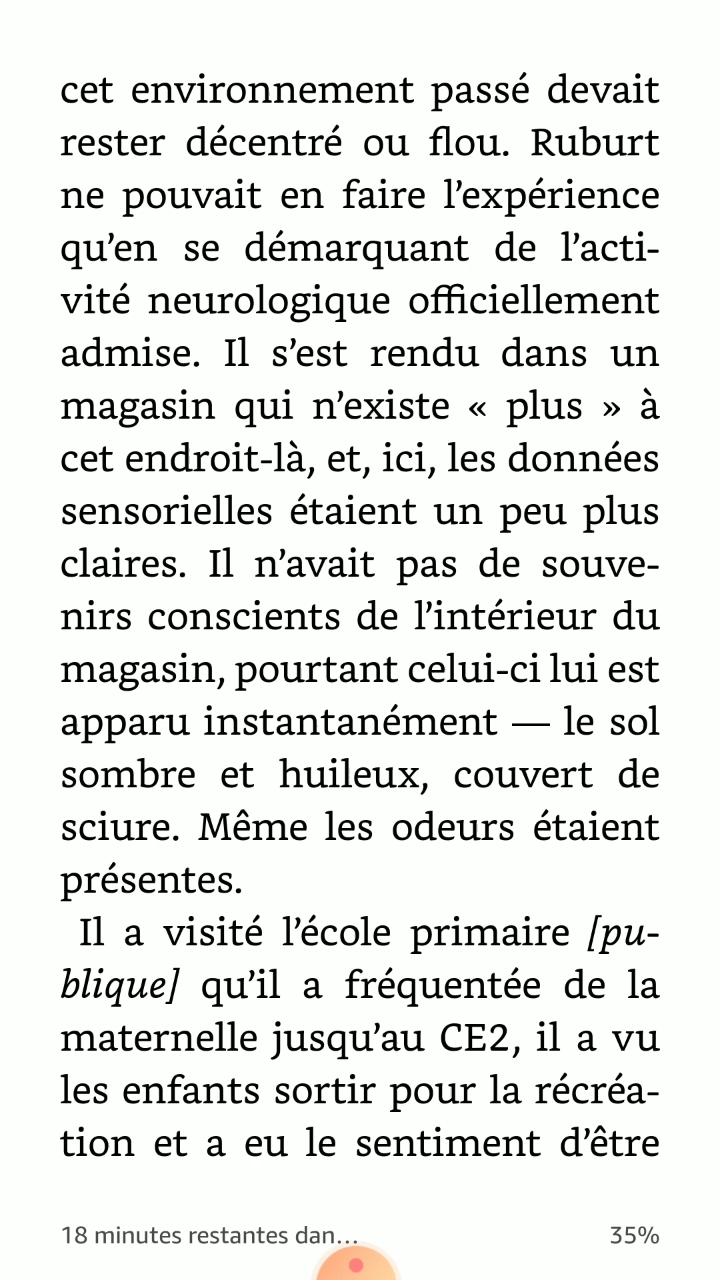 cet environnement passé devait
rester décentré ou flou. Ruburt
ne pouvait en faire l’expérience
qu’en se démarquant de l’acti-
vité neurologique officiellement
admise. Il s’est rendu dans un
magasin qui n’existe « plus » à
cet endroit-là, et, ici, les données
sensorielles étaient un peu plus
claires. Il n’avait pas de souve-
nirs conscients de l’intérieur du
magasin, pourtant celui-ci lui est
apparu instantanément — le sol
sombre et huileux, couvert de
sciure. Même les odeurs étaient
présentes.
Il a visité l’école primaire [pu-
blique] qu’il a fréquentée de la
maternelle jusqu’au CE2, il a vu
les enfants sortir pour la récréa-
tion et a eu le sentiment d’être
18 minutes restantes dan… 35%